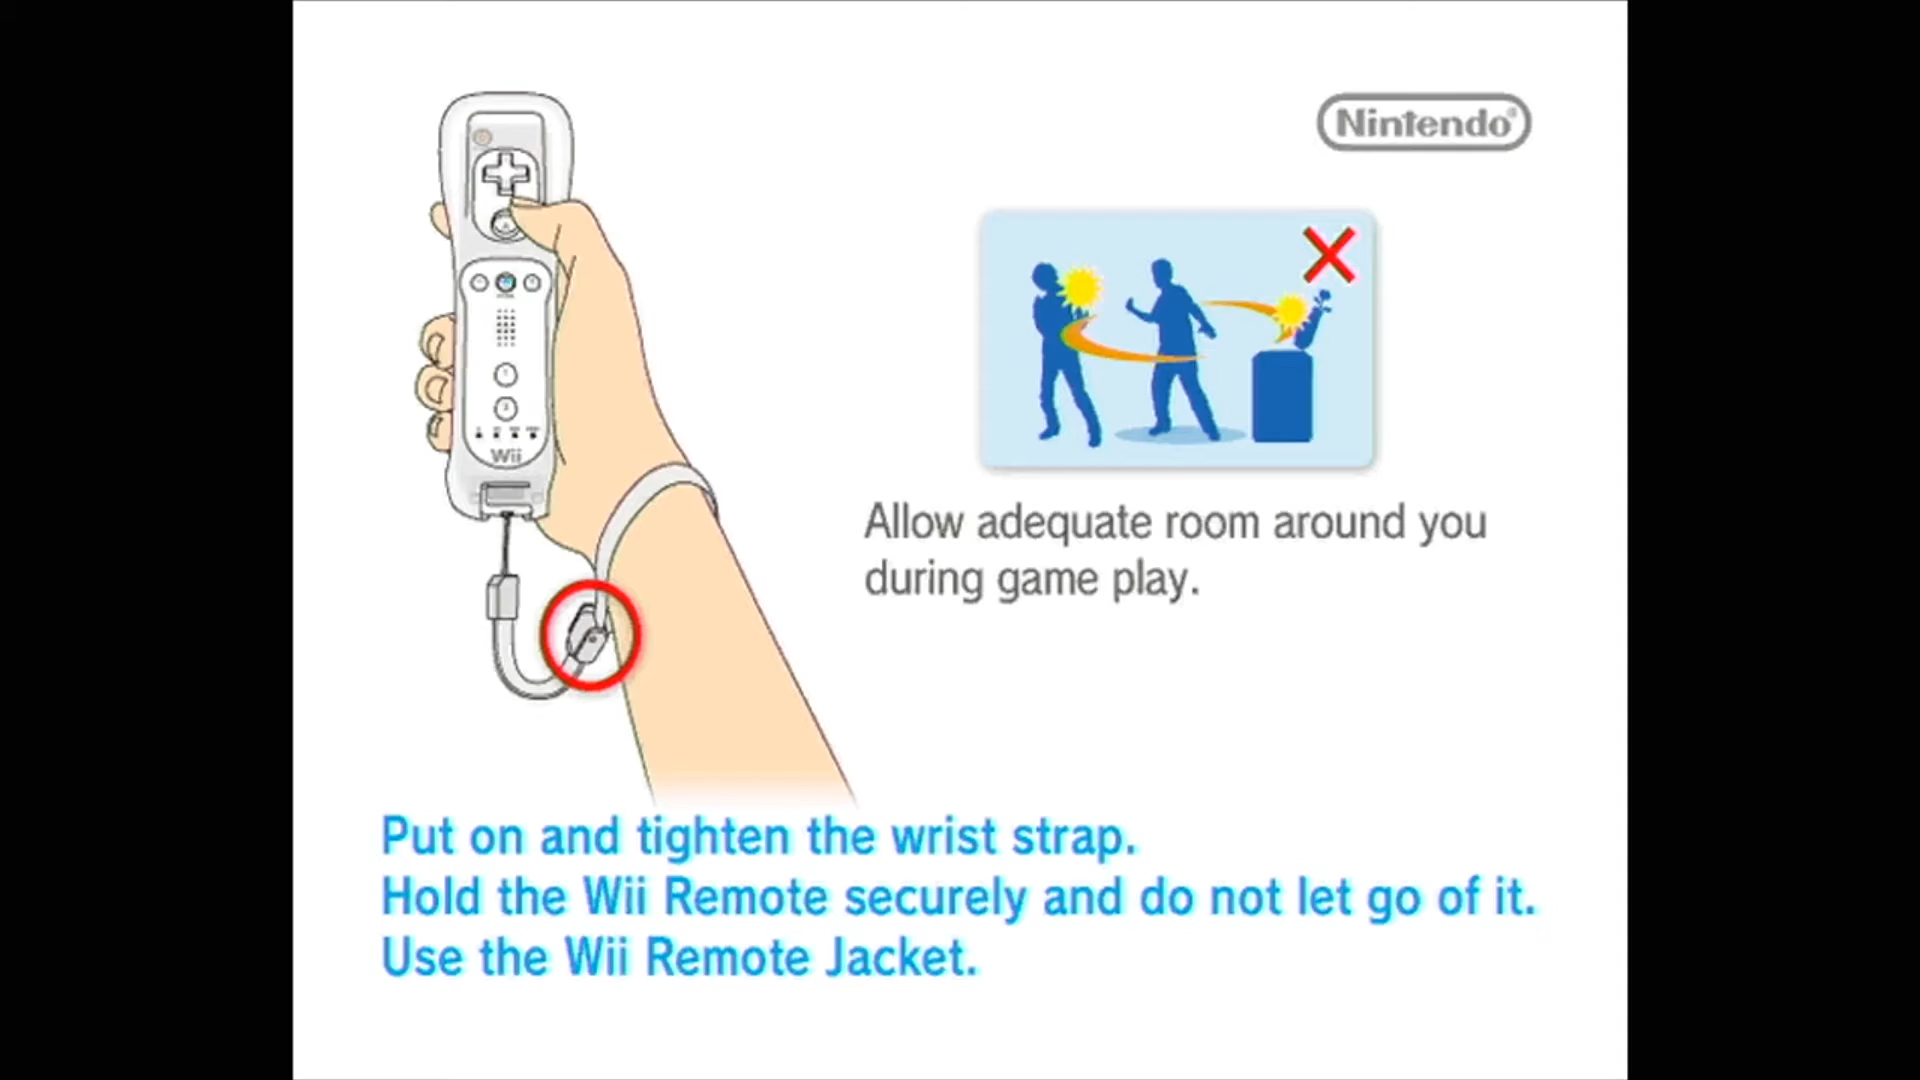 Nintendo®
Wii
Allow adequate room around you
during game play.
Put on and tighten the wrist strap.
Hold the Wii Remote securely and do not let go of it.
Use the Wii Remote Jacket.